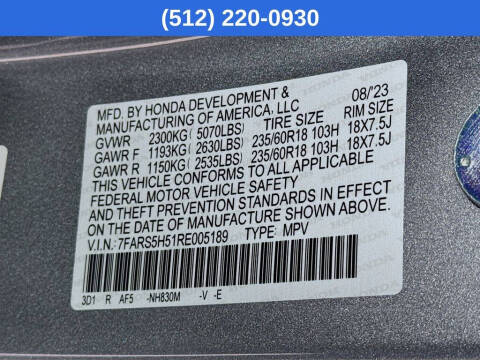 (512) 220-0930
MFD. BY HONDA DEVELOPMENT & 08/'23
MANUFACTURING OF AMERICA, LLC
GVWR 2300KG( 5070LBS) TIRE SIZE RIM SIZE
GAWR F 1193KG( 2630LBS) 235/60R18 103H 18X7.5J
GAWR R 1150KG( 2535LBS) 235/60R18 103H 18X7.5J
THIS VEHICLE CONFORMS TO ALL APPLICABLE
FEDERAL MOTOR VEHICLE SAFETY
AND THEFT PREVENTION STANDARDS IN EFFECT
ON THE DATE OF MANUFACTURE SHOWN ABOVE.
V.I.N.: 7FARS5H51RE005189 TYPE: MPV
3D1 R AF5 -NH830M -V -E